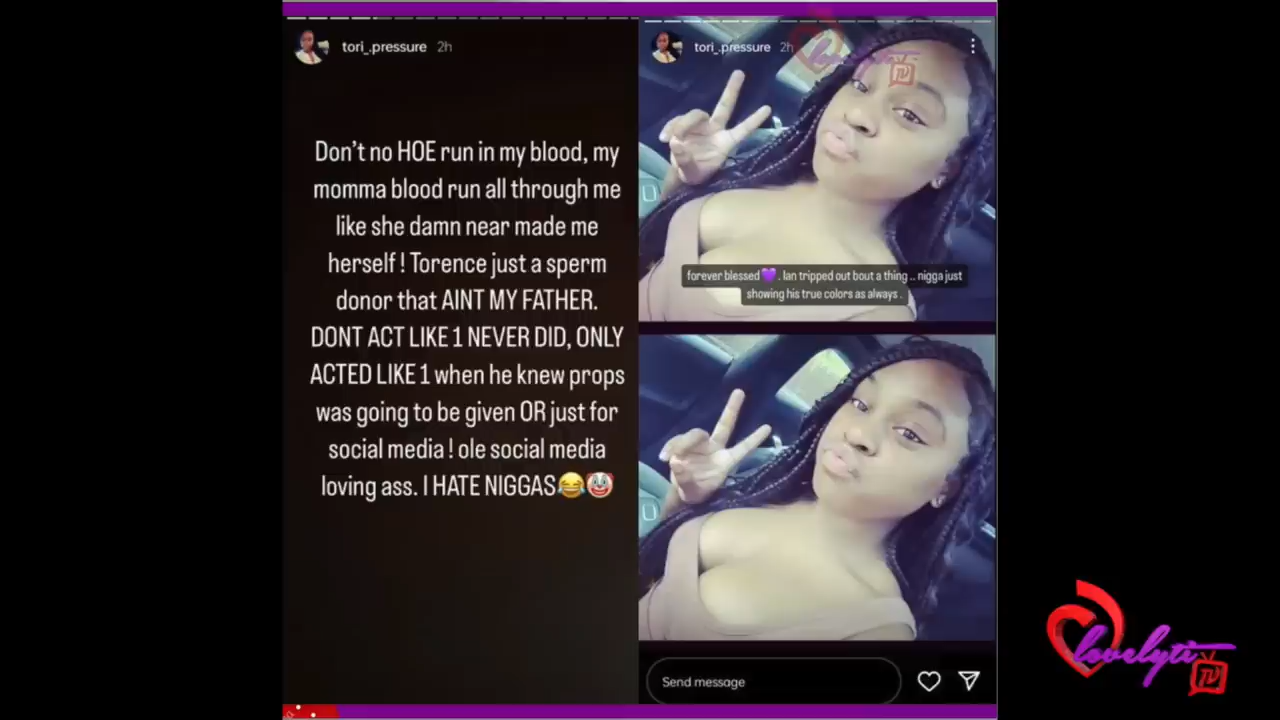 tori_.pressure 2h
Don't no HOE run in my blood, my
momma blood run all through me
like she damn near made me
herself ! Torence just a sperm
donor that AINT MY FATHER.
DONT ACT LIKE 1 NEVER DID, ONLY
ACTED LIKE 1 when he knew props
was going to be given OR just for
social media ! ole social media
loving ass. I HATE NIGGAS😂🤡
tori_.pressure 2h
lovelyti
TV
forever blessed💜. Ian tripped out bout a thing .. nigga just
showing his true colors as always .
Send message
lovelyti
TV